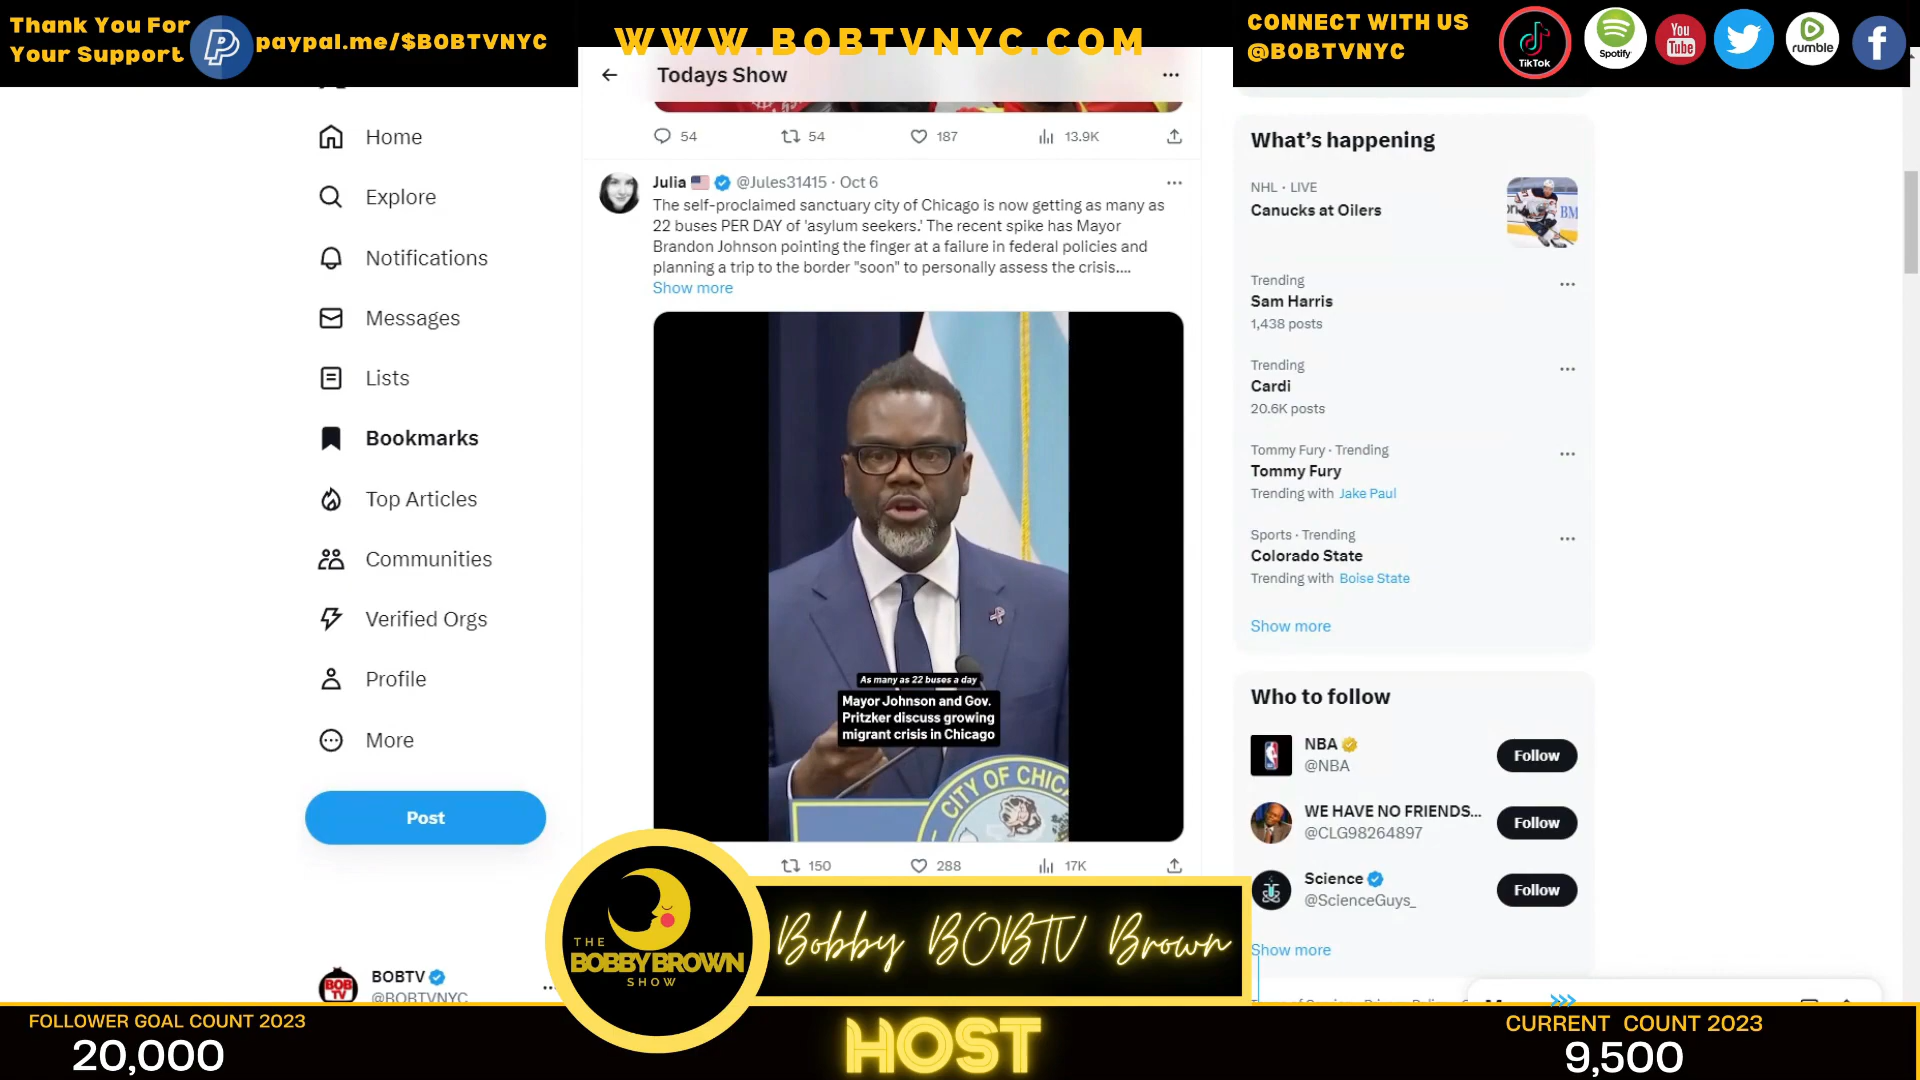 Thank You For
Your Support
paypal.me/$BOBTVNYC
WWW.BOBTVNYC.COM
CONNECT WITH US
@BOBTVNYC
TikTok
Spotify
You
Tube
rumble
Todays Show
54
54
187
13.9K
Home
Explore
Notifications
Messages
Lists
Bookmarks
Top Articles
Communities
Verified Orgs
Profile
More
Post
BOB
TV
BOBTV
@BOBTVNYC
Julia @Jules31415 · Oct 6
The self-proclaimed sanctuary city of Chicago is now getting as many as
22 buses PER DAY of 'asylum seekers.' The recent spike has Mayor
Brandon Johnson pointing the finger at a failure in federal policies and
planning a trip to the border "soon" to personally assess the crisis....
Show more
As many as 22 buses a day
Mayor Johnson and Gov.
Pritzker discuss growing
migrant crisis in Chicago
CITY OF CHIC
150
288
17K
What's happening
NHL · LIVE
Canucks at Oilers
Trending
Sam Harris
1,438 posts
Trending
Cardi
20.6K posts
Tommy Fury · Trending
Tommy Fury
Trending with Jake Paul
Sports · Trending
Colorado State
Trending with Boise State
Show more
Who to follow
NBA
@NBA
Follow
WE HAVE NO FRIENDS...
@CLG98264897
Follow
Science
@ScienceGuys_
Follow
Show more
THE
BOBBY BROWN
SHOW
Bobby BOBTV Brown
HOST
FOLLOWER GOAL COUNT 2023
20,000
CURRENT COUNT 2023
9,500